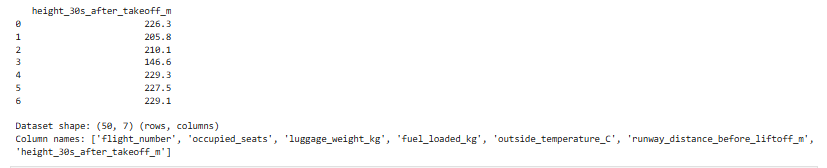 height_30s_after_takeoff_m
0 226.3
1 205.8
2 210.1
3 146.6
4 229.3
5 227.5
6 229.1
Dataset shape: (50, 7) (rows, columns)
Column names: ['flight_number', 'occupied_seats', 'luggage_weight_kg', 'fuel_loaded_kg', 'outside_temperature_C', 'runway_distance_before_liftoff_m',
'height_30s_after_takeoff_m']